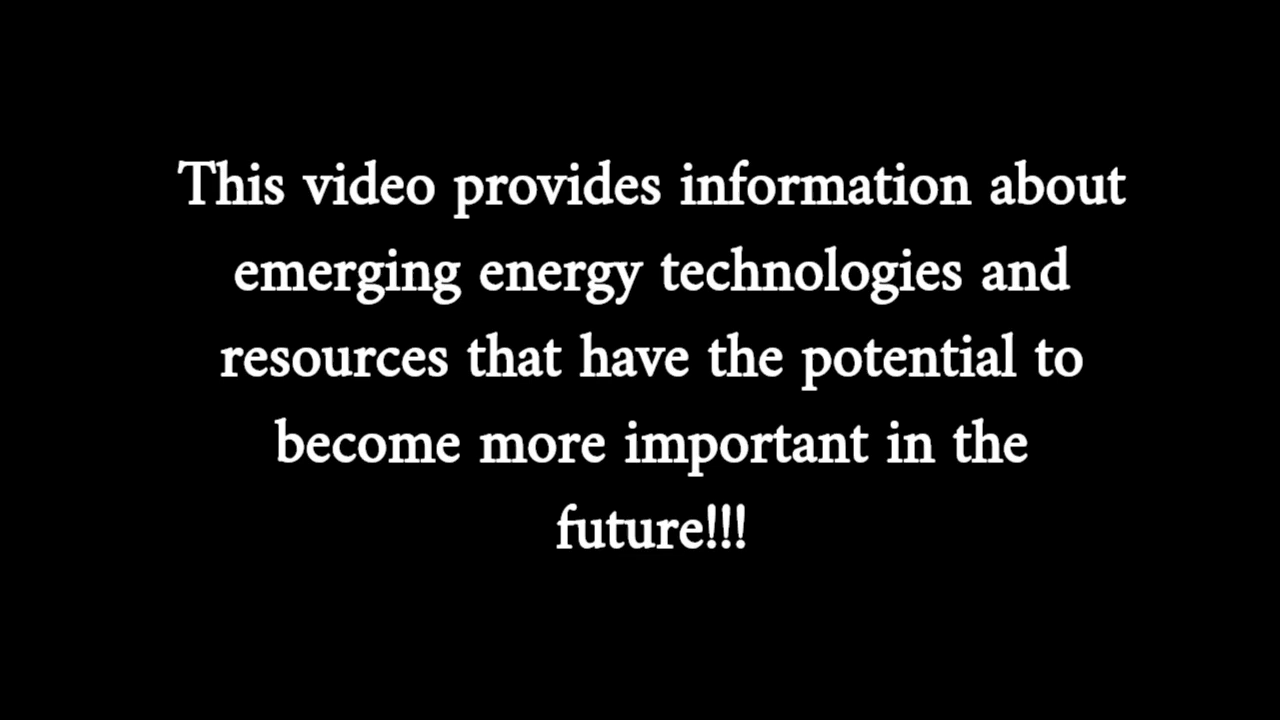 This video provides information about
emerging energy technologies and
resources that have the potential to
become more important in the
future!!!